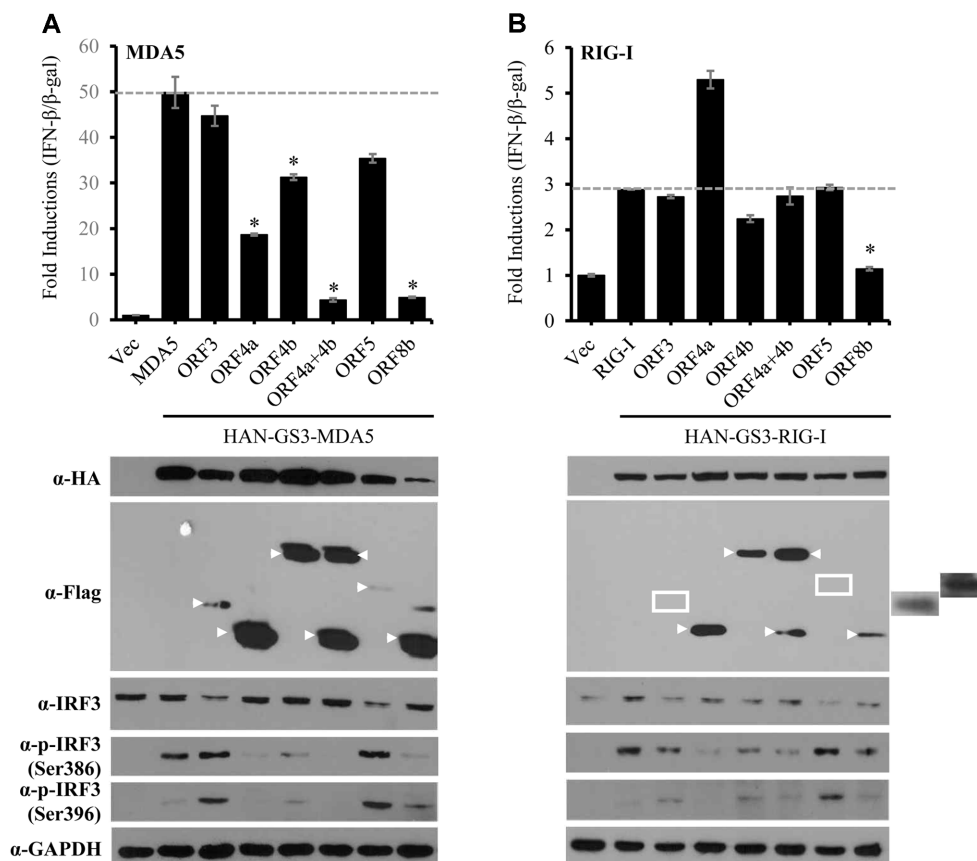 A
MDA5
Fold Inductions (IFN-β/β-gal)
60
50
40
30
20
10
0
*
*
*
*
Vec
MDA5
ORF3
ORF4a
ORF4b
ORF4a+4b
ORF5
ORF8b
HAN-GS3-MDA5
B
RIG-I
Fold Inductions (IFN-β/β-gal)
6
5
4
3
2
1
0
*
Vec
RIG-I
ORF3
ORF4a
ORF4b
ORF4a+4b
ORF5
ORF8b
HAN-GS3-RIG-I
α-HA
α-Flag
α-IRF3
α-p-IRF3
(Ser386)
α-p-IRF3
(Ser396)
α-GAPDH